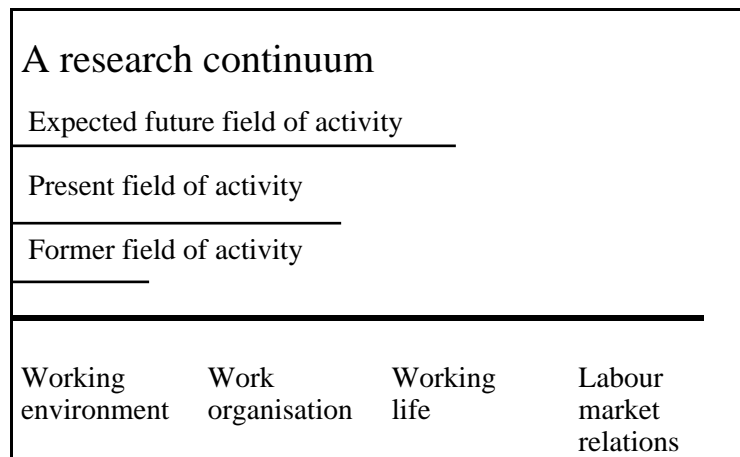 A research continuum
Expected future field of activity
Present field of activity
Former field of activity
Working environment
Work organisation
Working life
Labour market relations